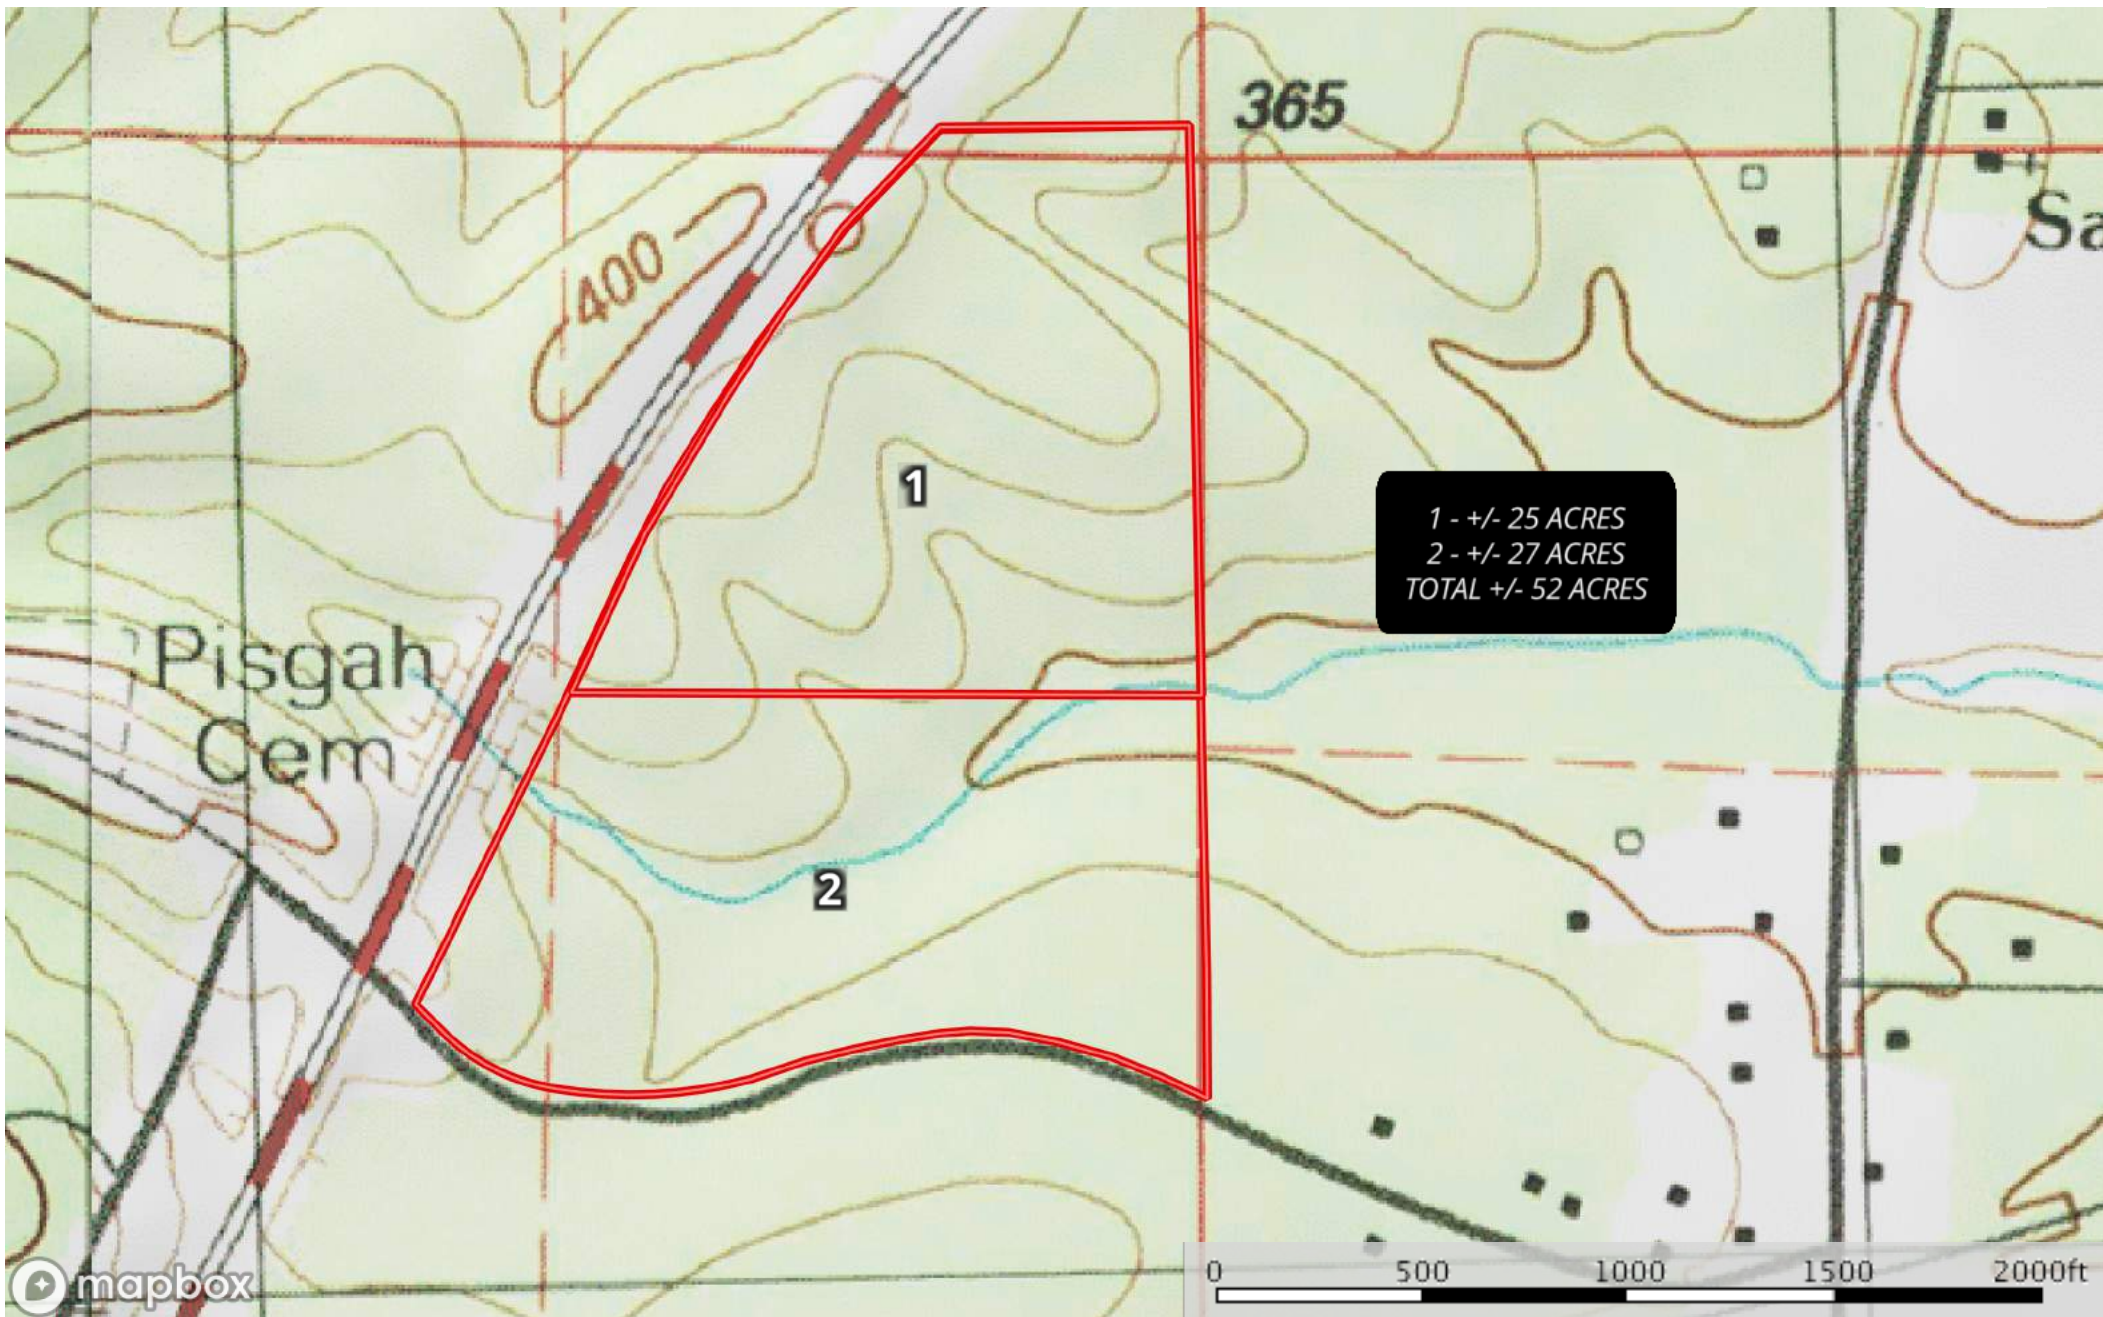 365
Sa
400
1
1 - +/- 25 ACRES
2 - +/- 27 ACRES
TOTAL +/- 52 ACRES
Pisgah
Cem
2
mapbox
0 500 1000 1500 2000ft